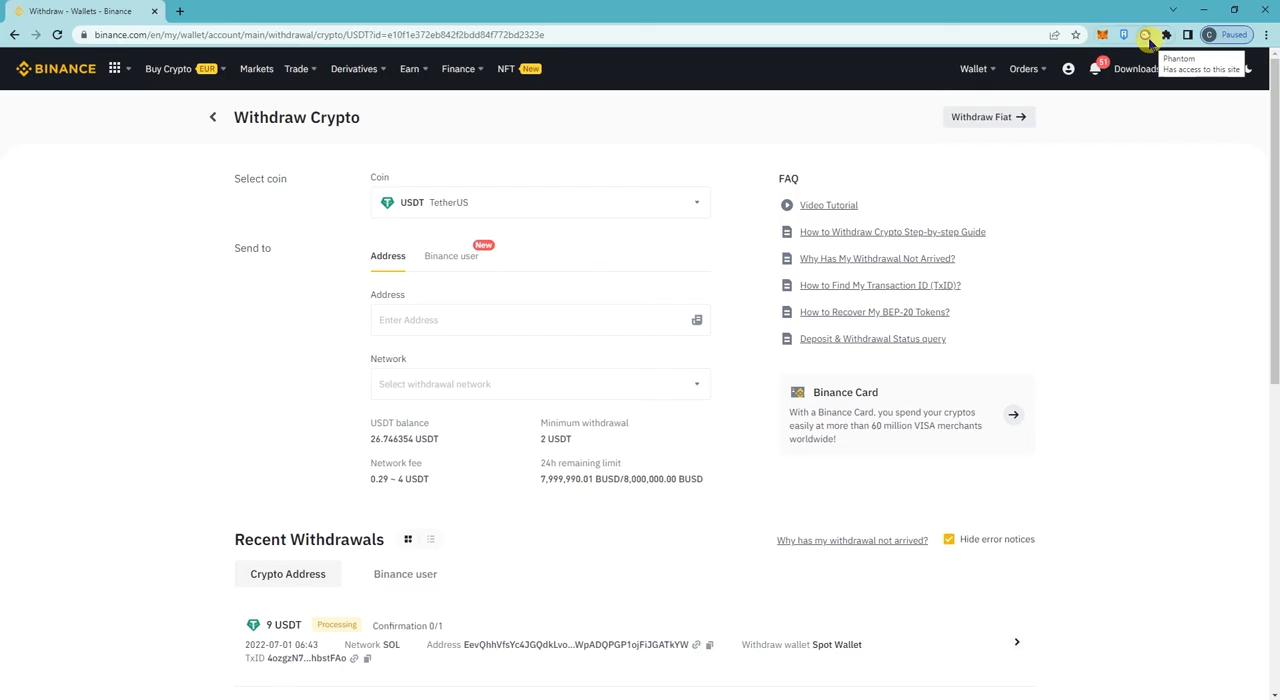 Withdraw - Wallets - Binance
binance.com/en/my/wallet/account/main/withdrawal/crypto/USDT?id=e10f1e372eb842f2bdd84f772bd2323e
C Paused
Phantom
Has access to this site
BINANCE Buy Crypto EUR Markets Trade Derivatives Earn Finance NFT New Wallet Orders 51 Downloads
Withdraw Crypto
Withdraw Fiat →
Select coin
Coin
USDT TetherUS
Send to
New
Address Binance user
Address
Enter Address
Network
Select withdrawal network
USDT balance Minimum withdrawal
26.746354 USDT 2 USDT
Network fee 24h remaining limit
0.29 ~ 4 USDT 7,999,990.01 BUSD/8,000,000.00 BUSD
FAQ
Video Tutorial
How to Withdraw Crypto Step-by-step Guide
Why Has My Withdrawal Not Arrived?
How to Find My Transaction ID (TxID)?
How to Recover My BEP-20 Tokens?
Deposit & Withdrawal Status query
Binance Card
With a Binance Card, you spend your cryptos
easily at more than 60 million VISA merchants
worldwide!
Recent Withdrawals
Why has my withdrawal not arrived? Hide error notices
Crypto Address Binance user
9 USDT Processing Confirmation 0/1
2022-07-01 06:43 Network SOL Address EevQhhVfsYc4JGQdkLvo...WpADQPGP1ojFiJGATkYW Withdraw wallet Spot Wallet
TxID 4ozgzN7...hbstFAo